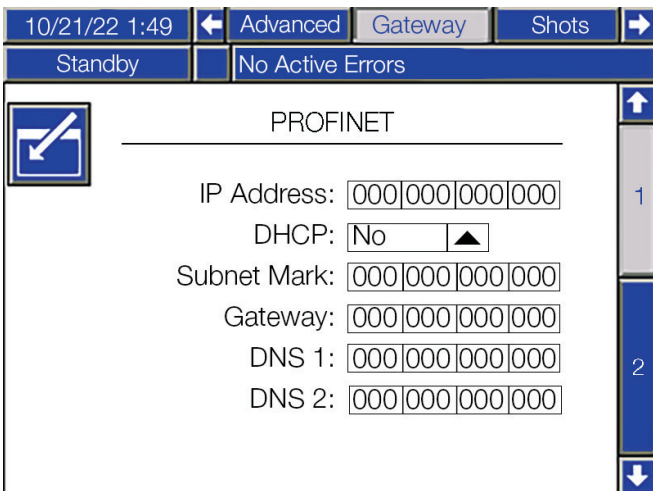 10/21/22 1:49 Advanced Gateway Shots
Standby No Active Errors
PROFINET
IP Address: 000 000 000 000
1
DHCP: No
Subnet Mark: 000 000 000 000
Gateway: 000 000 000 000
DNS 1: 000 000 000 000
2
DNS 2: 000 000 000 000